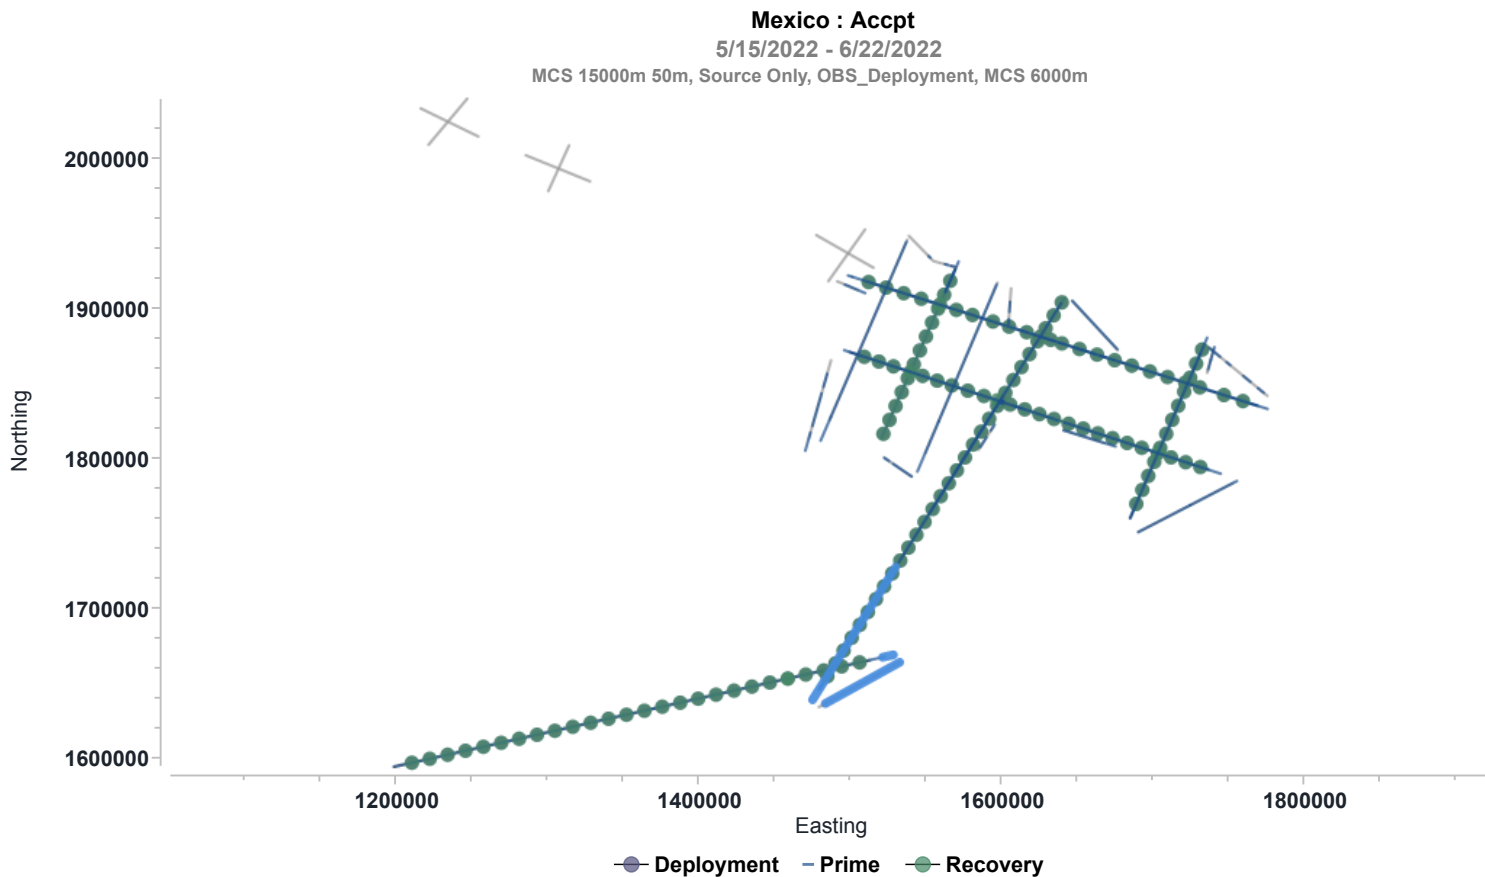 Mexico : Accpt
5/15/2022 - 6/22/2022
MCS 15000m 50m, Source Only, OBS_Deployment, MCS 6000m
Northing
2000000
1900000
1800000
1700000
1600000
1200000 1400000 1600000 1800000
Easting
Deployment Prime Recovery